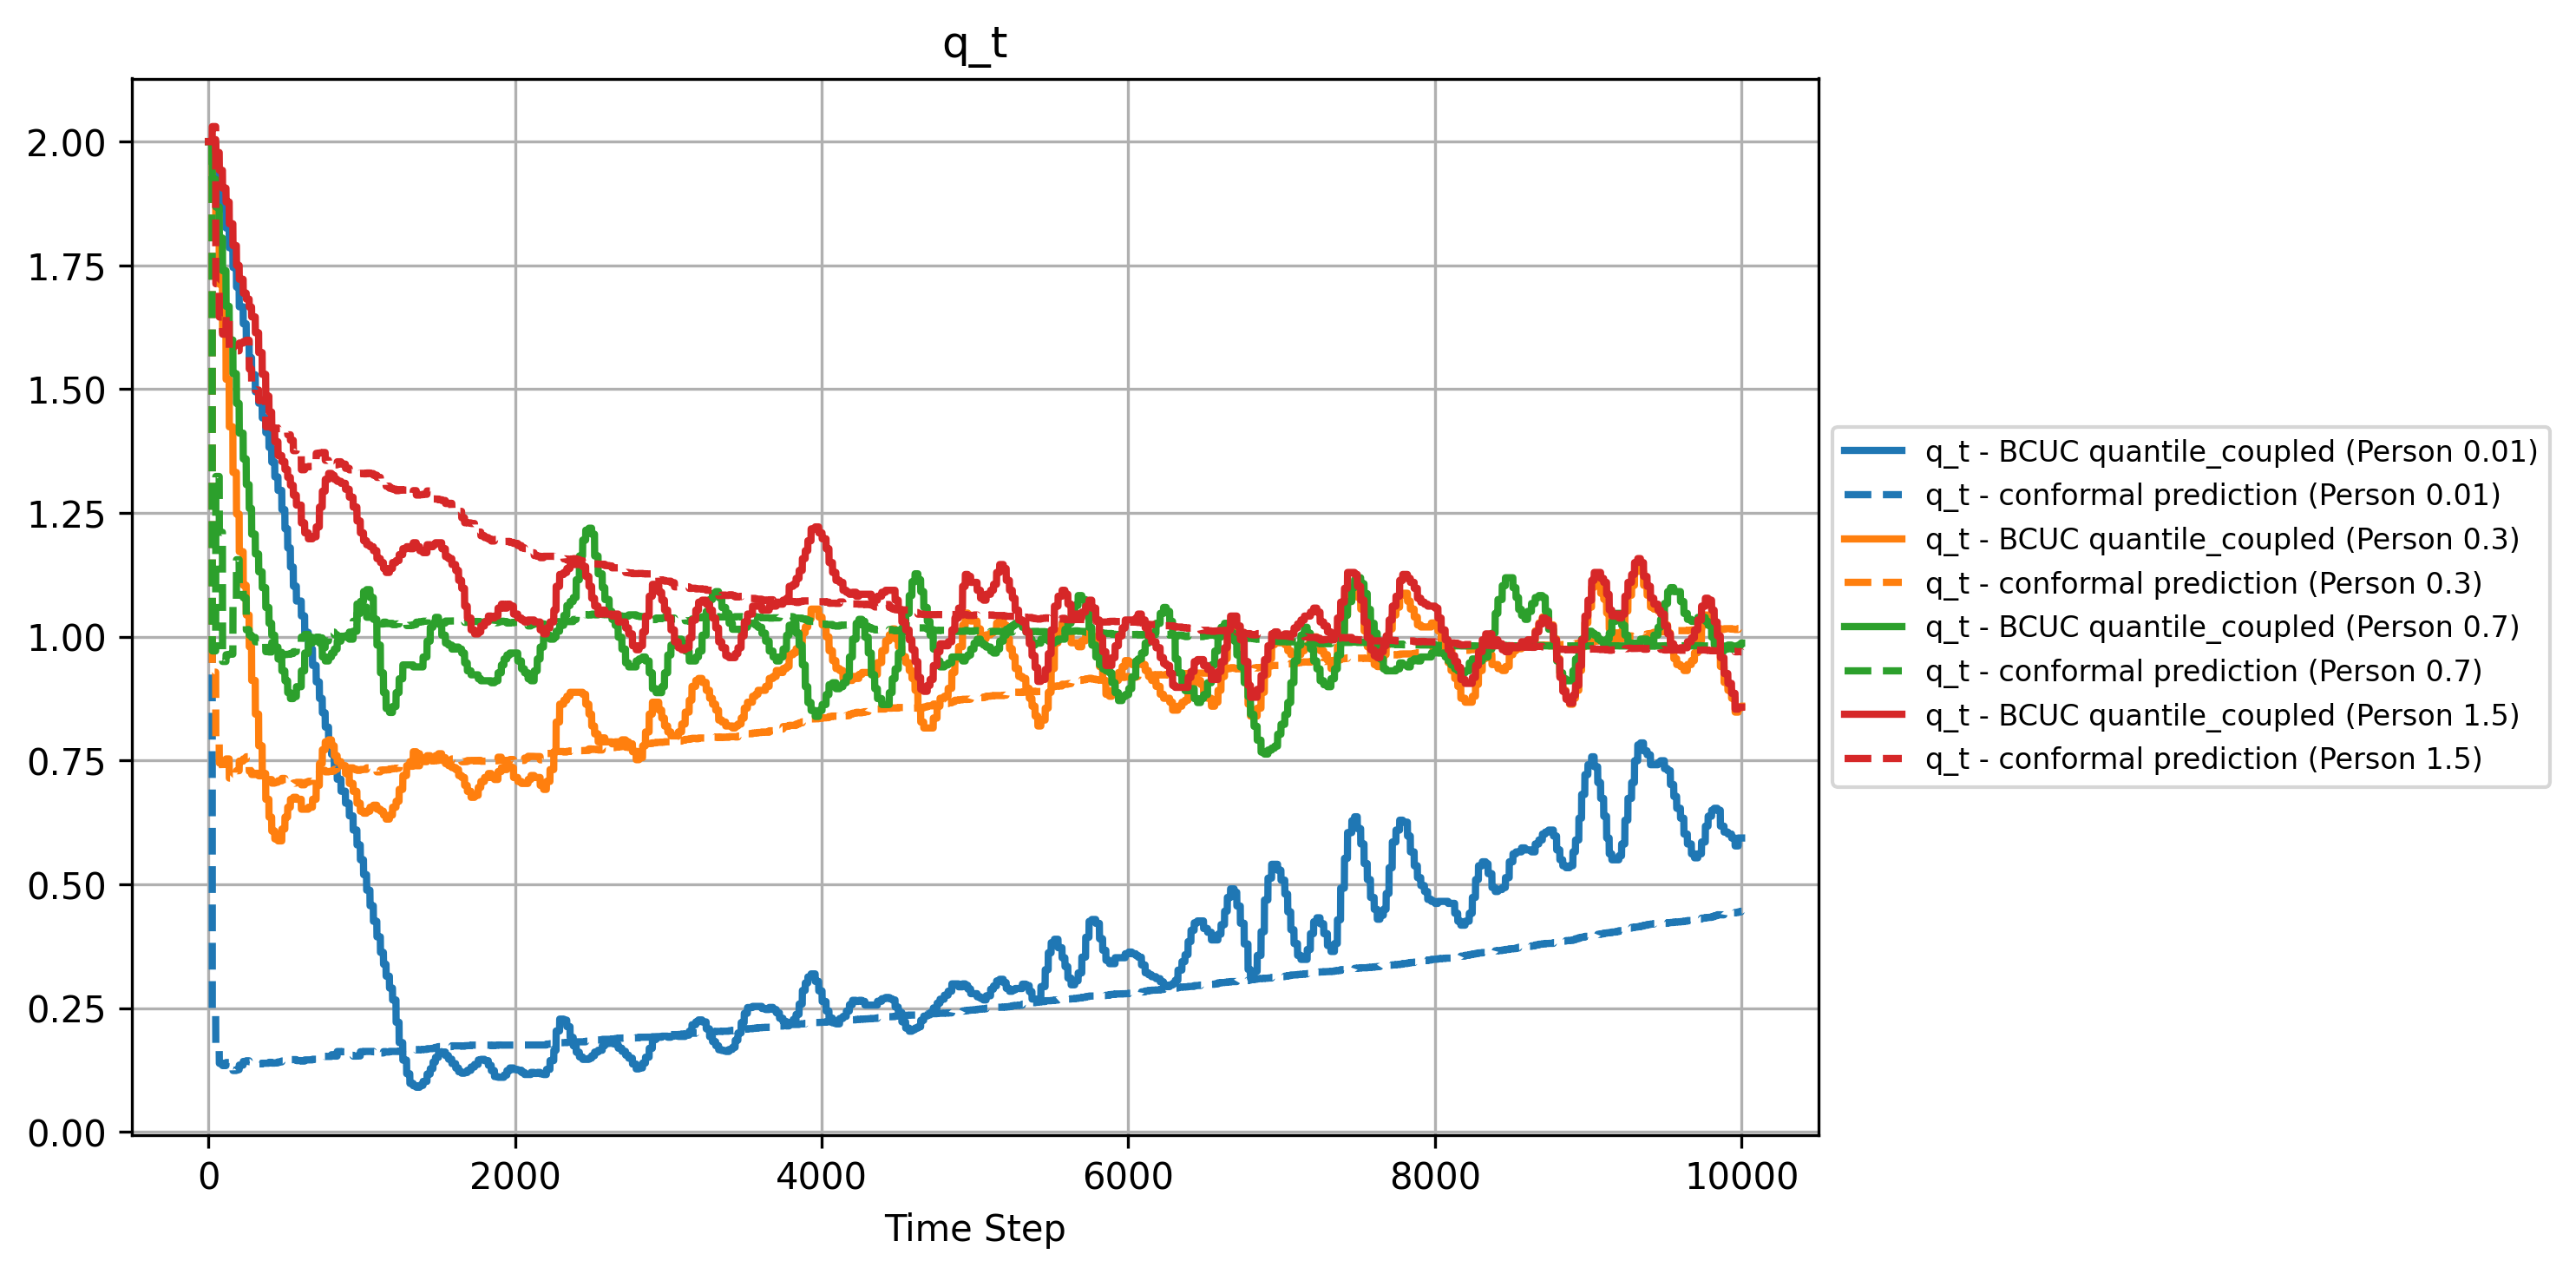 q_t
2.00
1.75
1.50
1.25
1.00
0.75
0.50
0.25
0.00
0 2000 4000 6000 8000 10000
Time Step
q_t - BCUC quantile_coupled (Person 0.01)
q_t - conformal prediction (Person 0.01)
q_t - BCUC quantile_coupled (Person 0.3)
q_t - conformal prediction (Person 0.3)
q_t - BCUC quantile_coupled (Person 0.7)
q_t - conformal prediction (Person 0.7)
q_t - BCUC quantile_coupled (Person 1.5)
q_t - conformal prediction (Person 1.5)